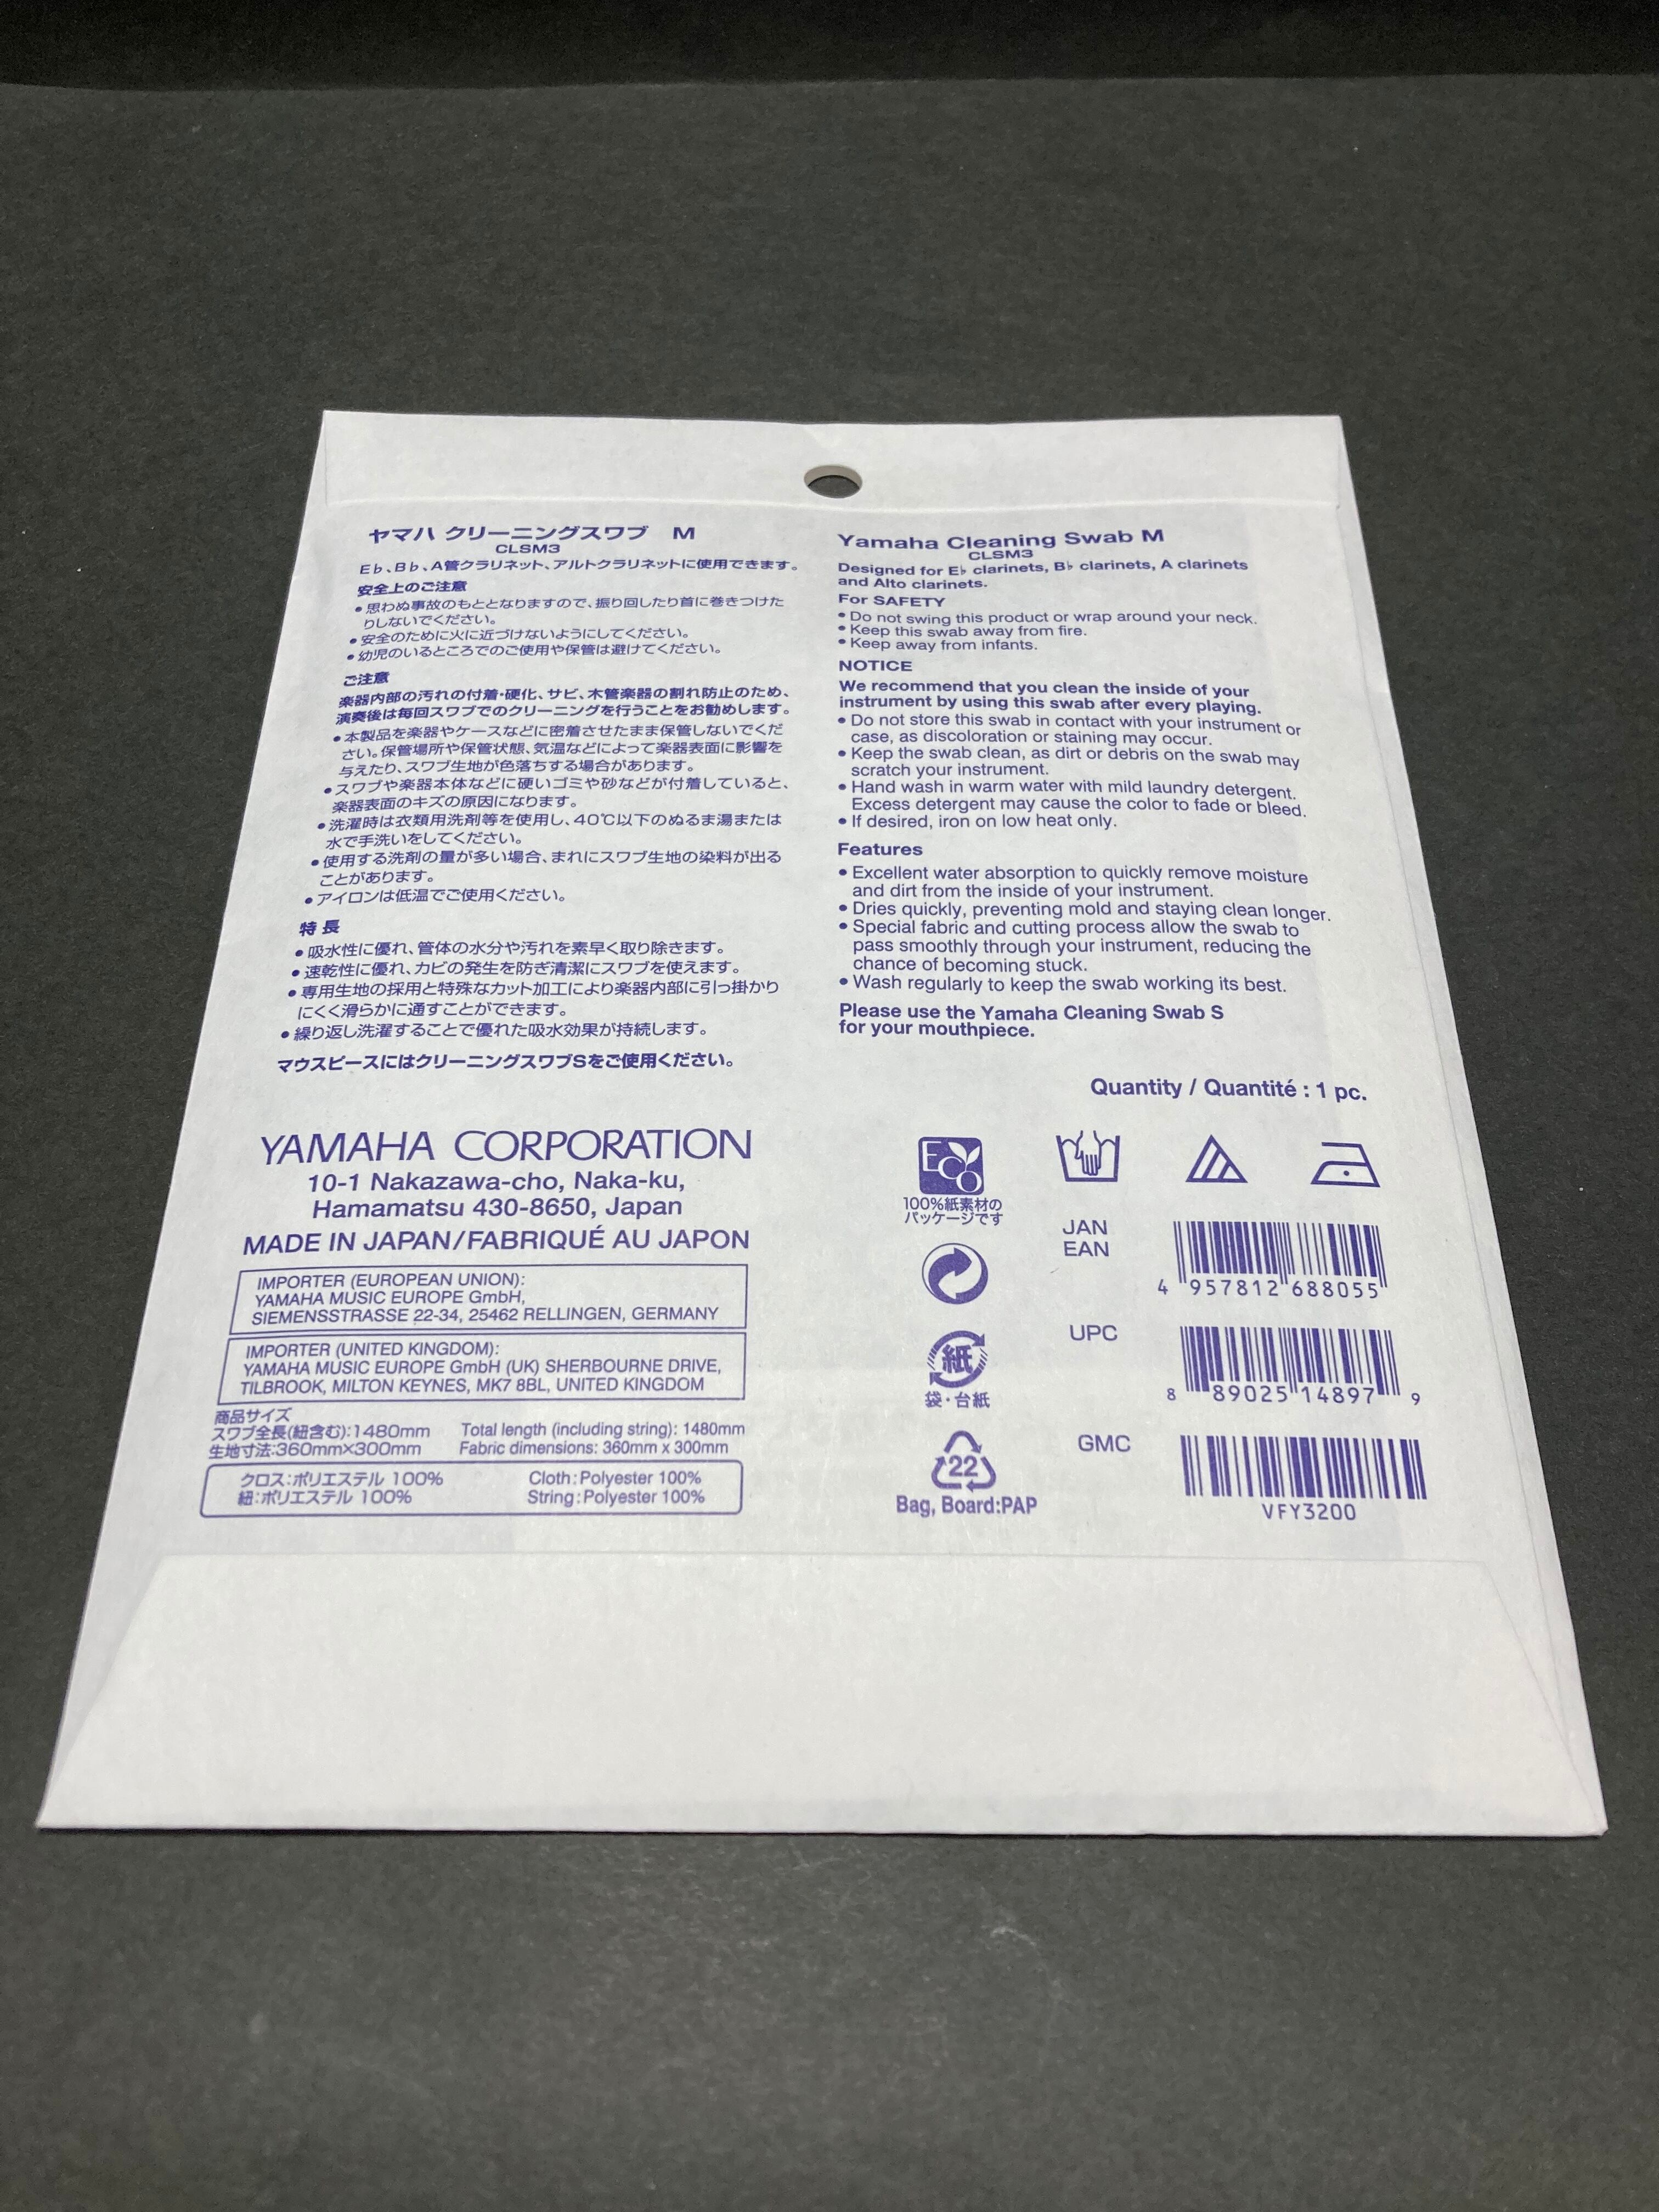 ヤマハ クリーニングスワブ M
CLSM3
E♭、B♭、A管クラリネット、アルトクラリネットに使用できます。
安全上のご注意
● 思わぬ事故のもととなりますので、振り回したり首に巻きつけた
りしないでください。
● 安全のために火に近づけないようにしてください。
● 幼児のいるところでのご使用や保管は避けてください。
ご注意
楽器内部の汚れの付着・硬化、サビ、木管楽器の割れ防止のため、
演奏後は毎回スワブでのクリーニングを行うことをお勧めします。
● 本製品を楽器やケースなどに密着させたまま保管しないでくだ
さい。保管場所や保管状態、気温などによって楽器表面に影響を
与えたり、スワブ生地が色落ちする場合があります。
● スワブや楽器本体などに硬いゴミや砂などが付着していると、
楽器表面のキズの原因になります。
● 洗濯時は衣類用洗剤等を使用し、40℃以下のぬるま湯または
水で手洗いをしてください。
● 使用する洗剤の量が多い場合、まれにスワブ生地の染料が出る
ことがあります。
● アイロンは低温でご使用ください。
特 長
● 吸水性に優れ、管体の水分や汚れを素早く取り除きます。
● 速乾性に優れ、カビの発生を防ぎ清潔にスワブを使えます。
● 専用生地の採用と特殊なカット加工により楽器内部に引っ掛かり
にくく滑らかに通すことができます。
● 繰り返し洗濯することで優れた吸水効果が持続します。
マウスピースにはクリーニングスワブSをご使用ください。
Yamaha Cleaning Swab M
CLSM3
Designed for E♭ clarinets, B♭ clarinets, A clarinets
and Alto clarinets.
For SAFETY
● Do not swing this product or wrap around your neck.
● Keep this swab away from fire.
● Keep away from infants.
NOTICE
We recommend that you clean the inside of your
instrument by using this swab after every playing.
● Do not store this swab in contact with your instrument or
case, as discoloration or staining may occur.
● Keep the swab clean, as dirt or debris on the swab may
scratch your instrument.
● Hand wash in warm water with mild laundry detergent.
Excess detergent may cause the color to fade or bleed.
● If desired, iron on low heat only.
Features
● Excellent water absorption to quickly remove moisture
and dirt from the inside of your instrument.
● Dries quickly, preventing mold and staying clean longer.
● Special fabric and cutting process allow the swab to
pass smoothly through your instrument, reducing the
chance of becoming stuck.
● Wash regularly to keep the swab working its best.
Please use the Yamaha Cleaning Swab S
for your mouthpiece.
Quantity / Quantité : 1 pc.
YAMAHA CORPORATION
10-1 Nakazawa-cho, Naka-ku,
Hamamatsu 430-8650, Japan
MADE IN JAPAN/FABRIQUÉ AU JAPON
IMPORTER (EUROPEAN UNION):
YAMAHA MUSIC EUROPE GmbH,
SIEMENSSTRASSE 22-34, 25462 RELLINGEN, GERMANY
IMPORTER (UNITED KINGDOM):
YAMAHA MUSIC EUROPE GmbH (UK) SHERBOURNE DRIVE,
TILBROOK, MILTON KEYNES, MK7 8BL, UNITED KINGDOM
商品サイズ
スワブ全長(紐含む):1480mm
生地寸法:360mm×300mm
Total length (including string): 1480mm
Fabric dimensions: 360mm x 300mm
クロス:ポリエステル 100%
紐:ポリエステル 100%
Cloth:Polyester 100%
String:Polyester 100%
ECO
100%紙素材の
パッケージです
紙
袋・台紙
22
Bag, Board:PAP
JAN
EAN
4 957812 688055
UPC
8 89025 14897 9
GMC
VFY3200